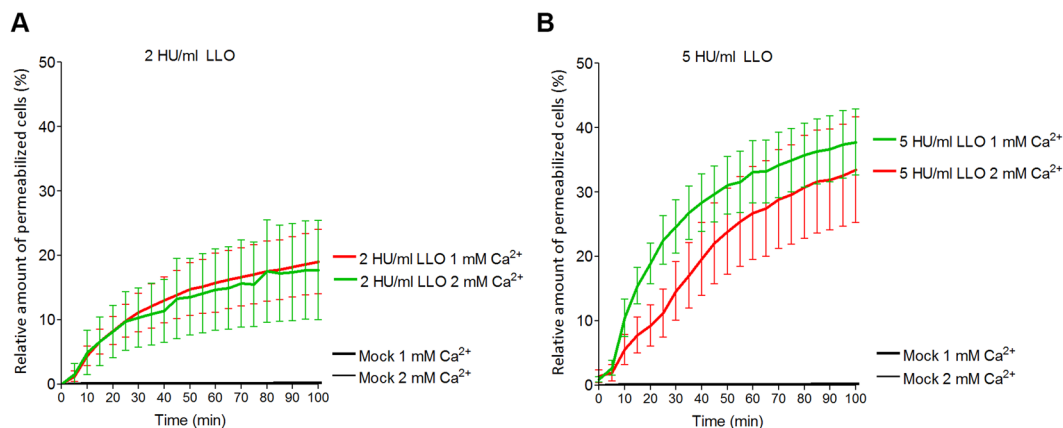 A
2 HU/ml LLO
Relative amount of permeabilized cells (%)
50
40
30
20
10
0
0 10 20 30 40 50 60 70 80 90 100
Time (min)
2 HU/ml LLO 1 mM Ca²⁺
2 HU/ml LLO 2 mM Ca²⁺
Mock 1 mM Ca²⁺
Mock 2 mM Ca²⁺
B
5 HU/ml LLO
Relative amount of permeabilized cells (%)
50
40
30
20
10
0
0 10 20 30 40 50 60 70 80 90 100
Time (min)
5 HU/ml LLO 1 mM Ca²⁺
5 HU/ml LLO 2 mM Ca²⁺
Mock 1 mM Ca²⁺
Mock 2 mM Ca²⁺